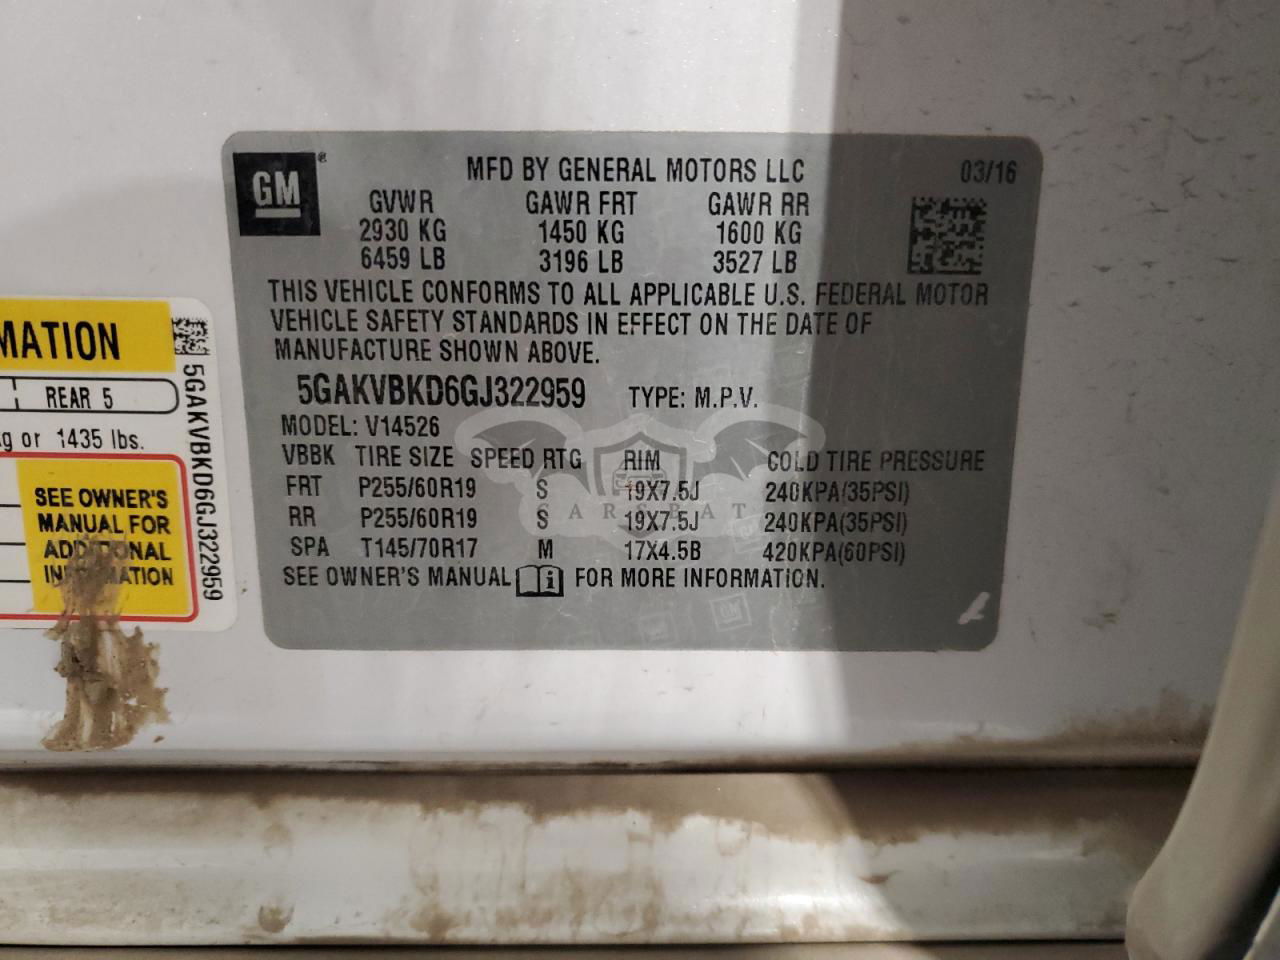 GM
®
MFD BY GENERAL MOTORS LLC 03/16
GVWR GAWR FRT GAWR RR
2930 KG 1450 KG 1600 KG
6459 LB 3196 LB 3527 LB
THIS VEHICLE CONFORMS TO ALL APPLICABLE U.S. FEDERAL MOTOR
VEHICLE SAFETY STANDARDS IN EFFECT ON THE DATE OF
MANUFACTURE SHOWN ABOVE.
5GAKVBKD6GJ322959 TYPE: M.P.V.
MODEL: V14526
VBBK TIRE SIZE SPEED RTG RIM COLD TIRE PRESSURE
FRT P255/60R19 S 19X7.5J 240KPA(35PSI)
RR P255/60R19 S 19X7.5J 240KPA(35PSI)
SPA T145/70R17 M 17X4.5B 420KPA(60PSI)
SEE OWNER'S MANUAL i FOR MORE INFORMATION.
CARSBAT
GM
GM
MATION
REAR 5
kg or 1435 lbs.
SEE OWNER'S
MANUAL FOR
ADDITIONAL
INFORMATION
5GAKVBKD6GJ322959